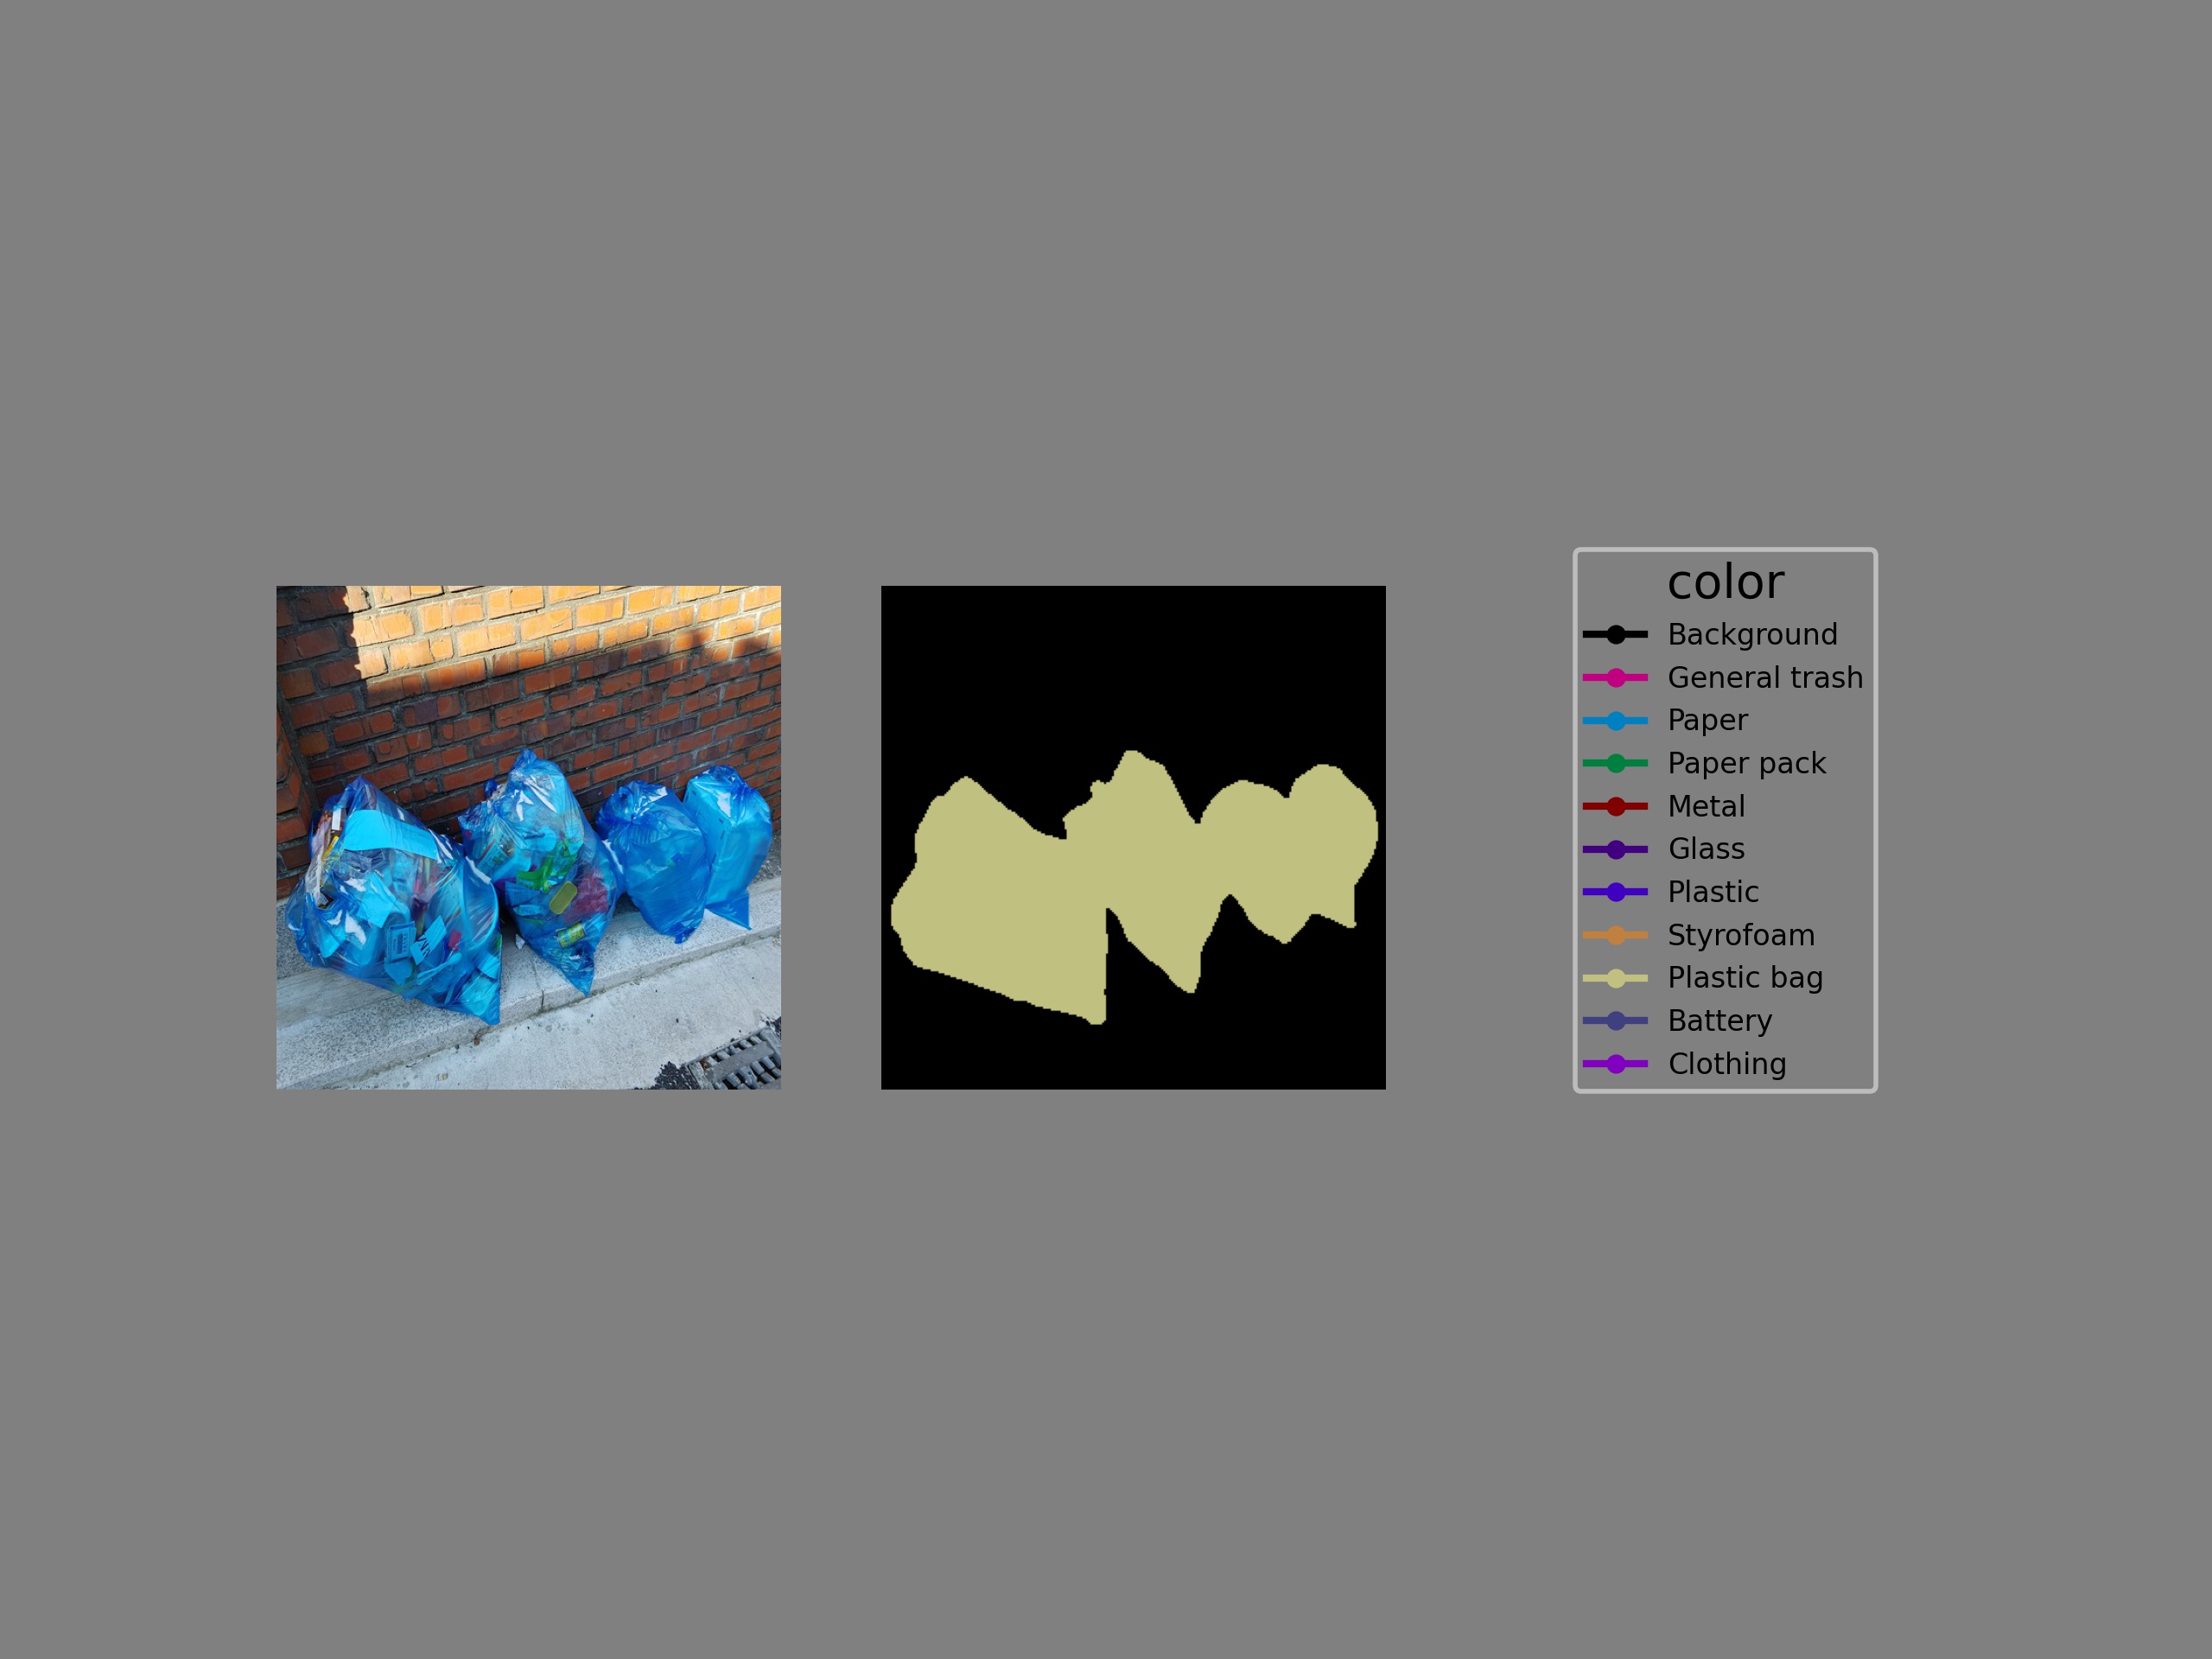 color
Background
General trash
Paper
Paper pack
Metal
Glass
Plastic
Styrofoam
Plastic bag
Battery
Clothing